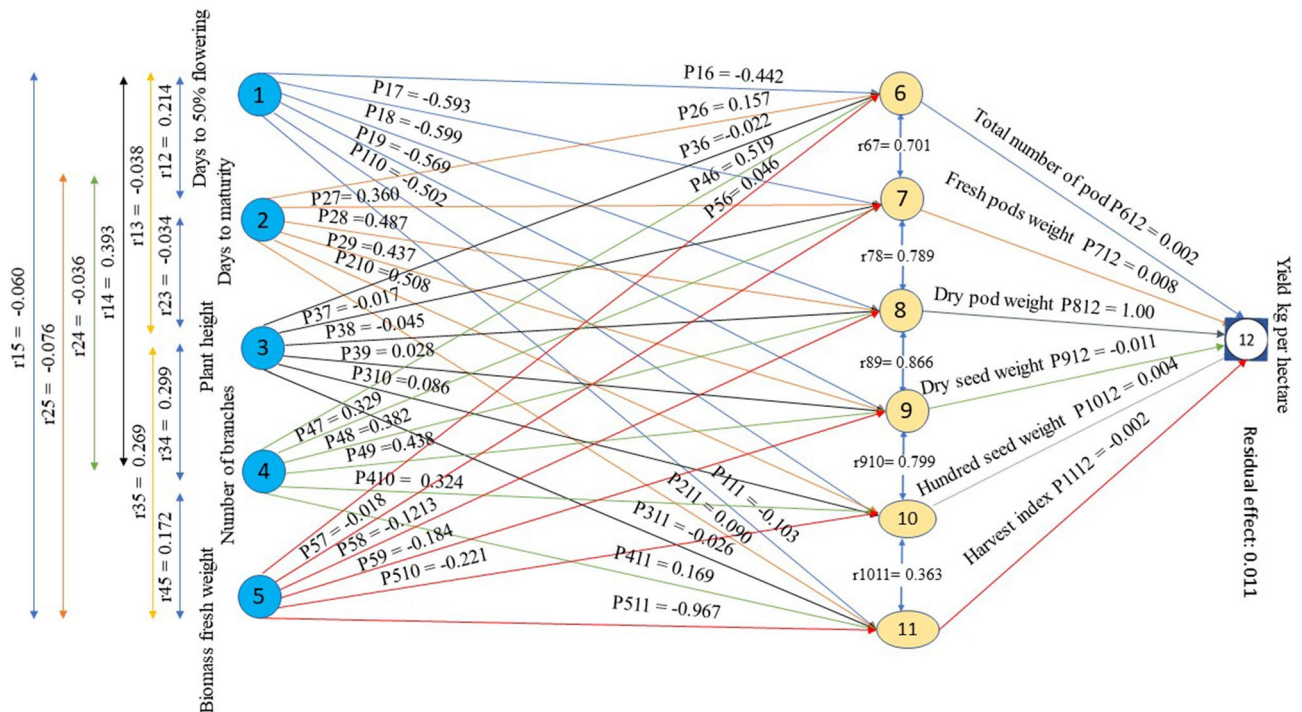 r15 = -0.060
r25 = -0.076
r24 = -0.036
r14 = 0.393
r13 = -0.038
r12 = 0.214
r23 = -0.034
r35 = 0.269
r34 = 0.299
r45 = 0.172
Days to 50% flowering
Days to maturity
Plant height
Number of branches
Biomass fresh weight
1
2
3
4
5
P16 = -0.442
P17 = -0.593
P18 = -0.599
P19 = -0.569
P110 = -0.502
P26 = 0.157
P36 = -0.022
P46 = 0.519
P56= 0.046
P27= 0.360
P28 = 0.487
P29 = 0.437
P210 = 0.508
P37 = -0.017
P38 = -0.045
P39 = 0.028
P310 = 0.086
P47 = 0.329
P48 = 0.382
P49 = 0.438
P410 = 0.324
P57 = -0.018
P58 = -0.1213
P59 = -0.184
P510 = -0.221
P111 = -0.103
P211 = 0.090
P311 = -0.026
P411 = 0.169
P511 = -0.967
6
r67= 0.701
7
r78= 0.789
8
r89= 0.866
9
r910= 0.799
10
r1011= 0.363
11
Total number of pod P612 = 0.002
Fresh pods weight P712 = 0.008
Dry pod weight P812 = 1.00
Dry seed weight P912 = -0.011
Hundred seed weight P1012 = 0.004
Harvest index P1112 = -0.002
12
Yield kg per hectare
Residual effect: 0.011